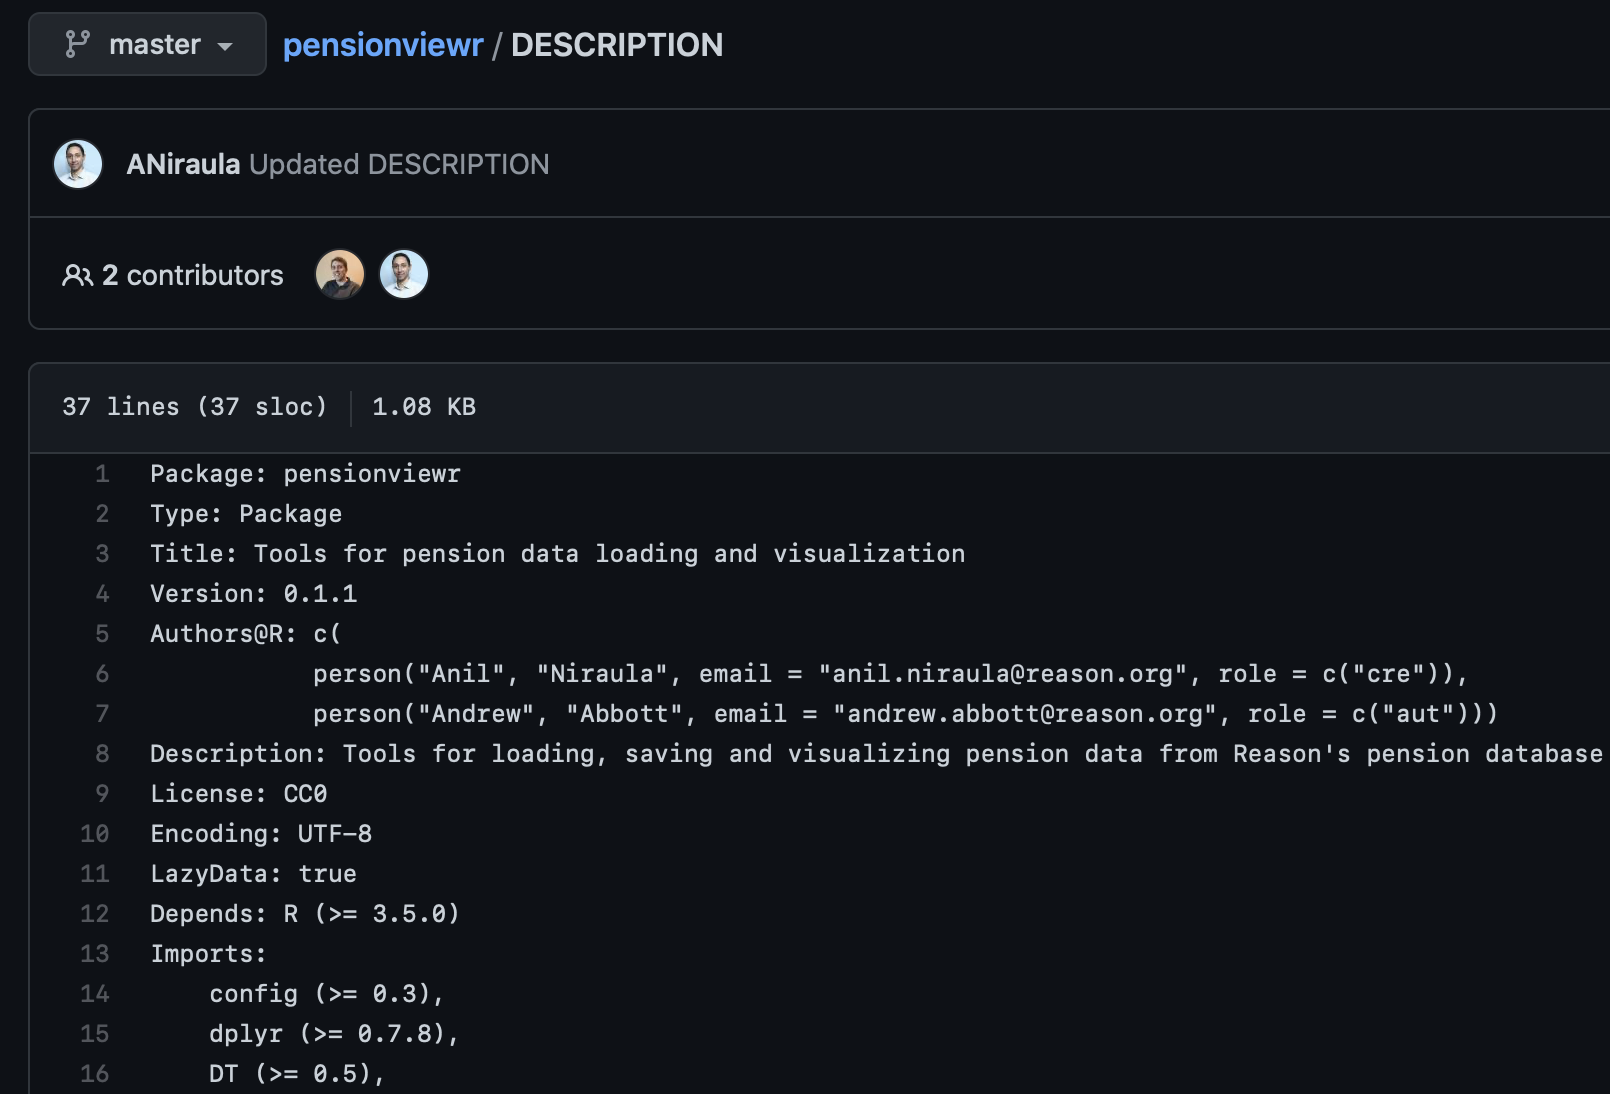 master pensionviewr / DESCRIPTION
ANiraula Updated DESCRIPTION
2 contributors
37 lines (37 sloc) 1.08 KB
1 Package: pensionviewr
2 Type: Package
3 Title: Tools for pension data loading and visualization
4 Version: 0.1.1
5 Authors@R: c(
6 person("Anil", "Niraula", email = "anil.niraula@reason.org", role = c("cre")),
7 person("Andrew", "Abbott", email = "andrew.abbott@reason.org", role = c("aut")))
8 Description: Tools for loading, saving and visualizing pension data from Reason's pension database
9 License: CC0
10 Encoding: UTF-8
11 LazyData: true
12 Depends: R (>= 3.5.0)
13 Imports:
14 config (>= 0.3),
15 dplyr (>= 0.7.8),
16 DT (>= 0.5),